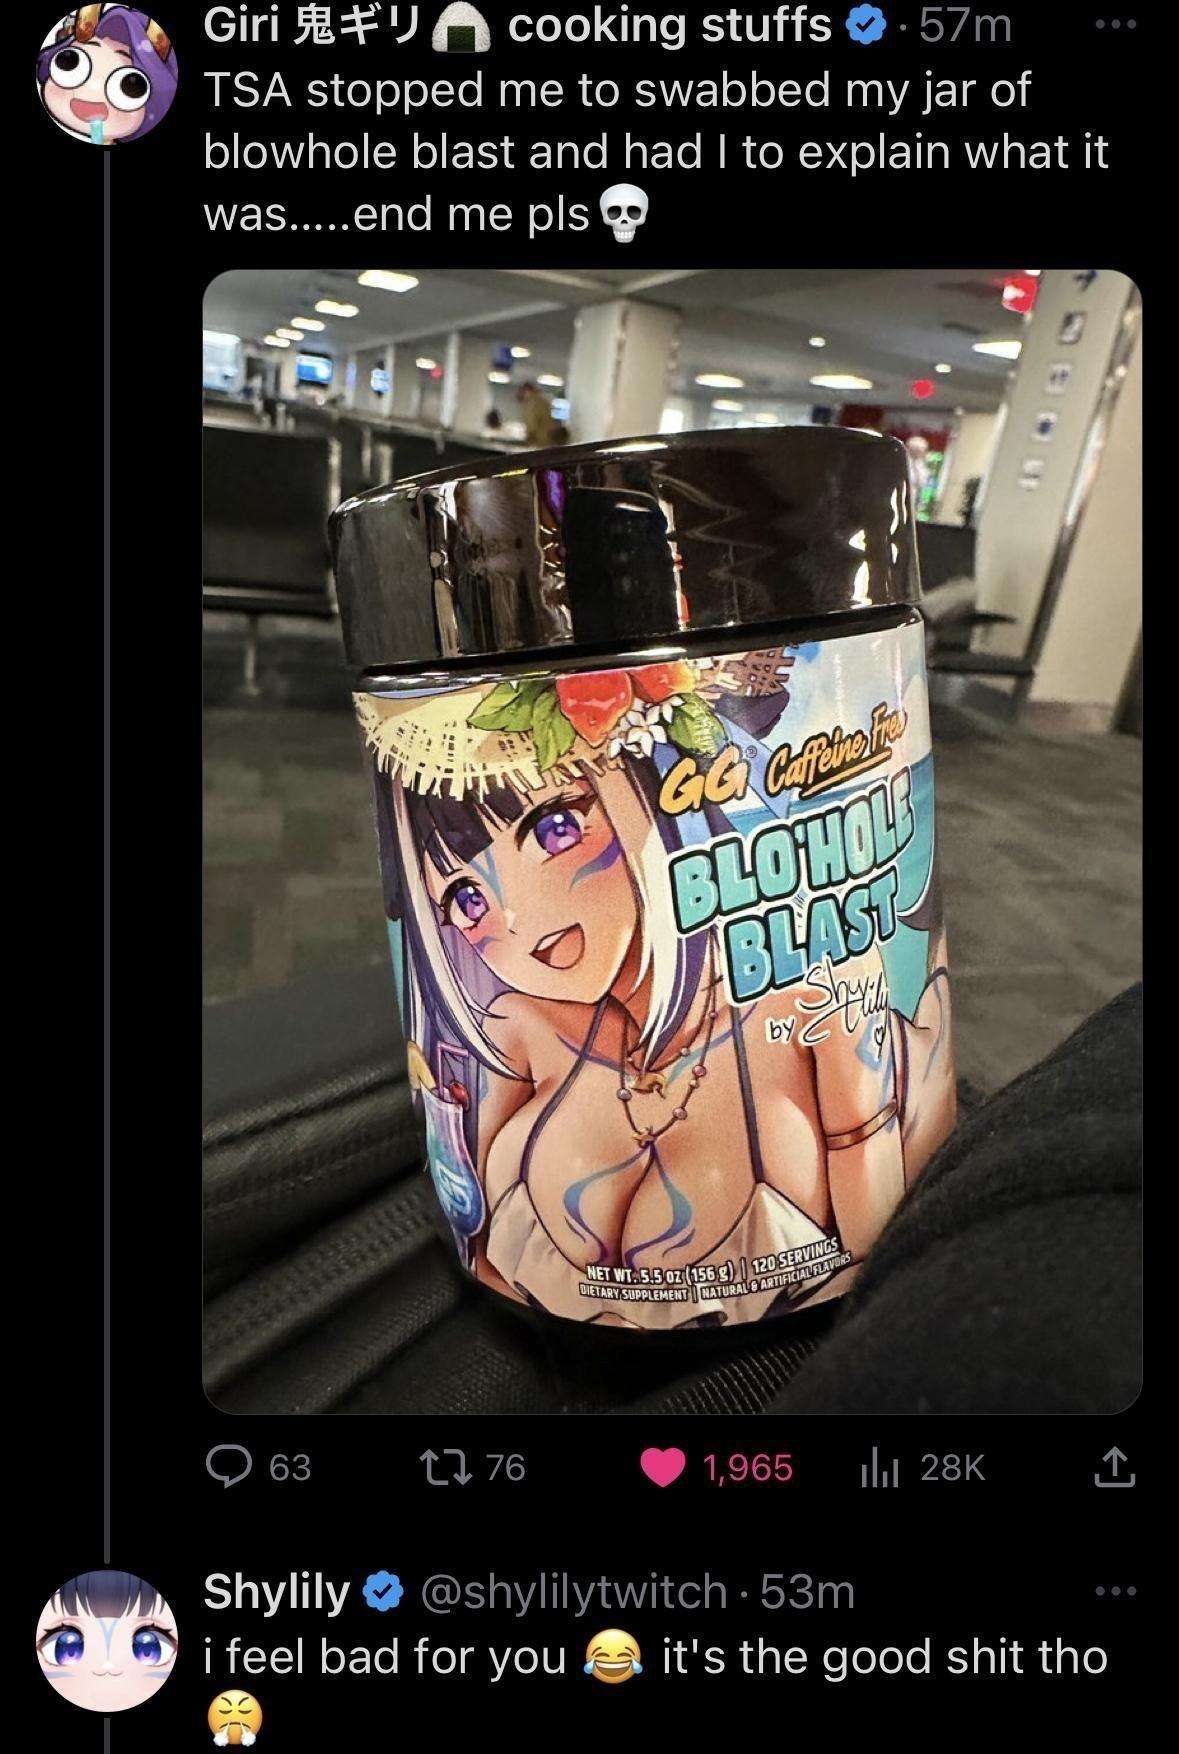 Giri 鬼ギリ🍙 cooking stuffs · 57m
TSA stopped me to swabbed my jar of
blowhole blast and had I to explain what it
was.....end me pls💀
GG® Caffeine Free
BLO'HOLE
BLAST
by Shylily
NET WT. 5.5 OZ (156 g) | 120 SERVINGS
DIETARY SUPPLEMENT | NATURAL & ARTIFICIAL FLAVORS
63 76 1,965 28K
Shylily @shylilytwitch · 53m
i feel bad for you 😂 it's the good shit tho
😤